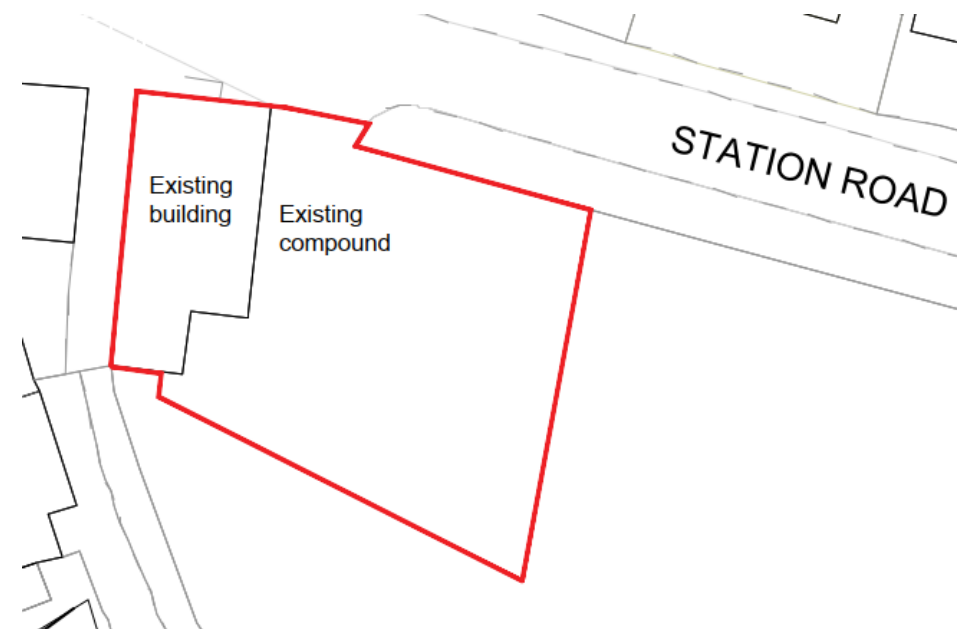 STATION ROAD
Existing
building
Existing
compound